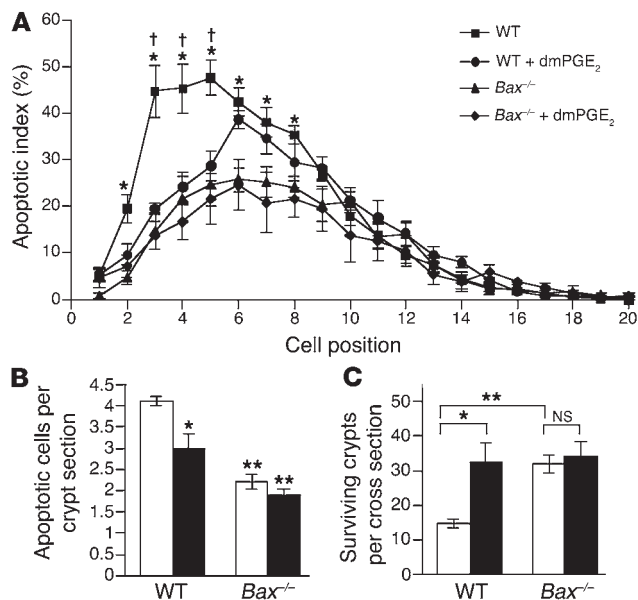 A
60
50
40
30
20
10
0
Apoptotic index (%)
† † †
* * * * * * *
WT
WT + dmPGE₂
Bax⁻/⁻
Bax⁻/⁻ + dmPGE₂
0 2 4 6 8 10 12 14 16 18 20
Cell position
B
4.5
4
3.5
3
2.5
2
1.5
1
0.5
0
Apoptotic cells per
crypt section
*
** **
WT Bax⁻/⁻
C
50
40
30
20
10
0
Surviving crypts
per cross section
**
* NS
WT Bax⁻/⁻